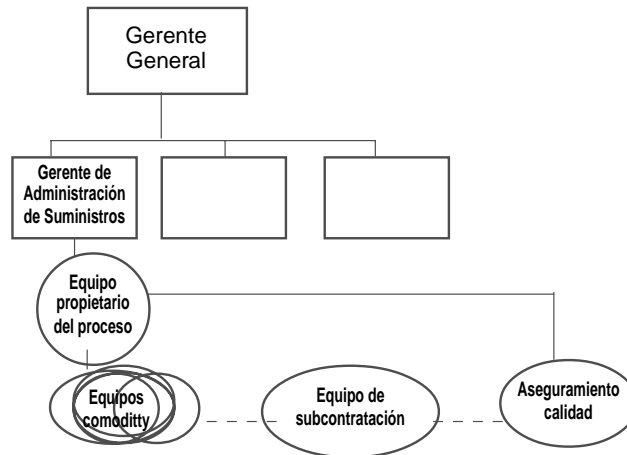 Gerente
General
Gerente de
Administración
de Suministros
Equipo
propietario
del proceso
Equipos
comoditty
Equipo de
subcontratación
Aseguramiento
calidad